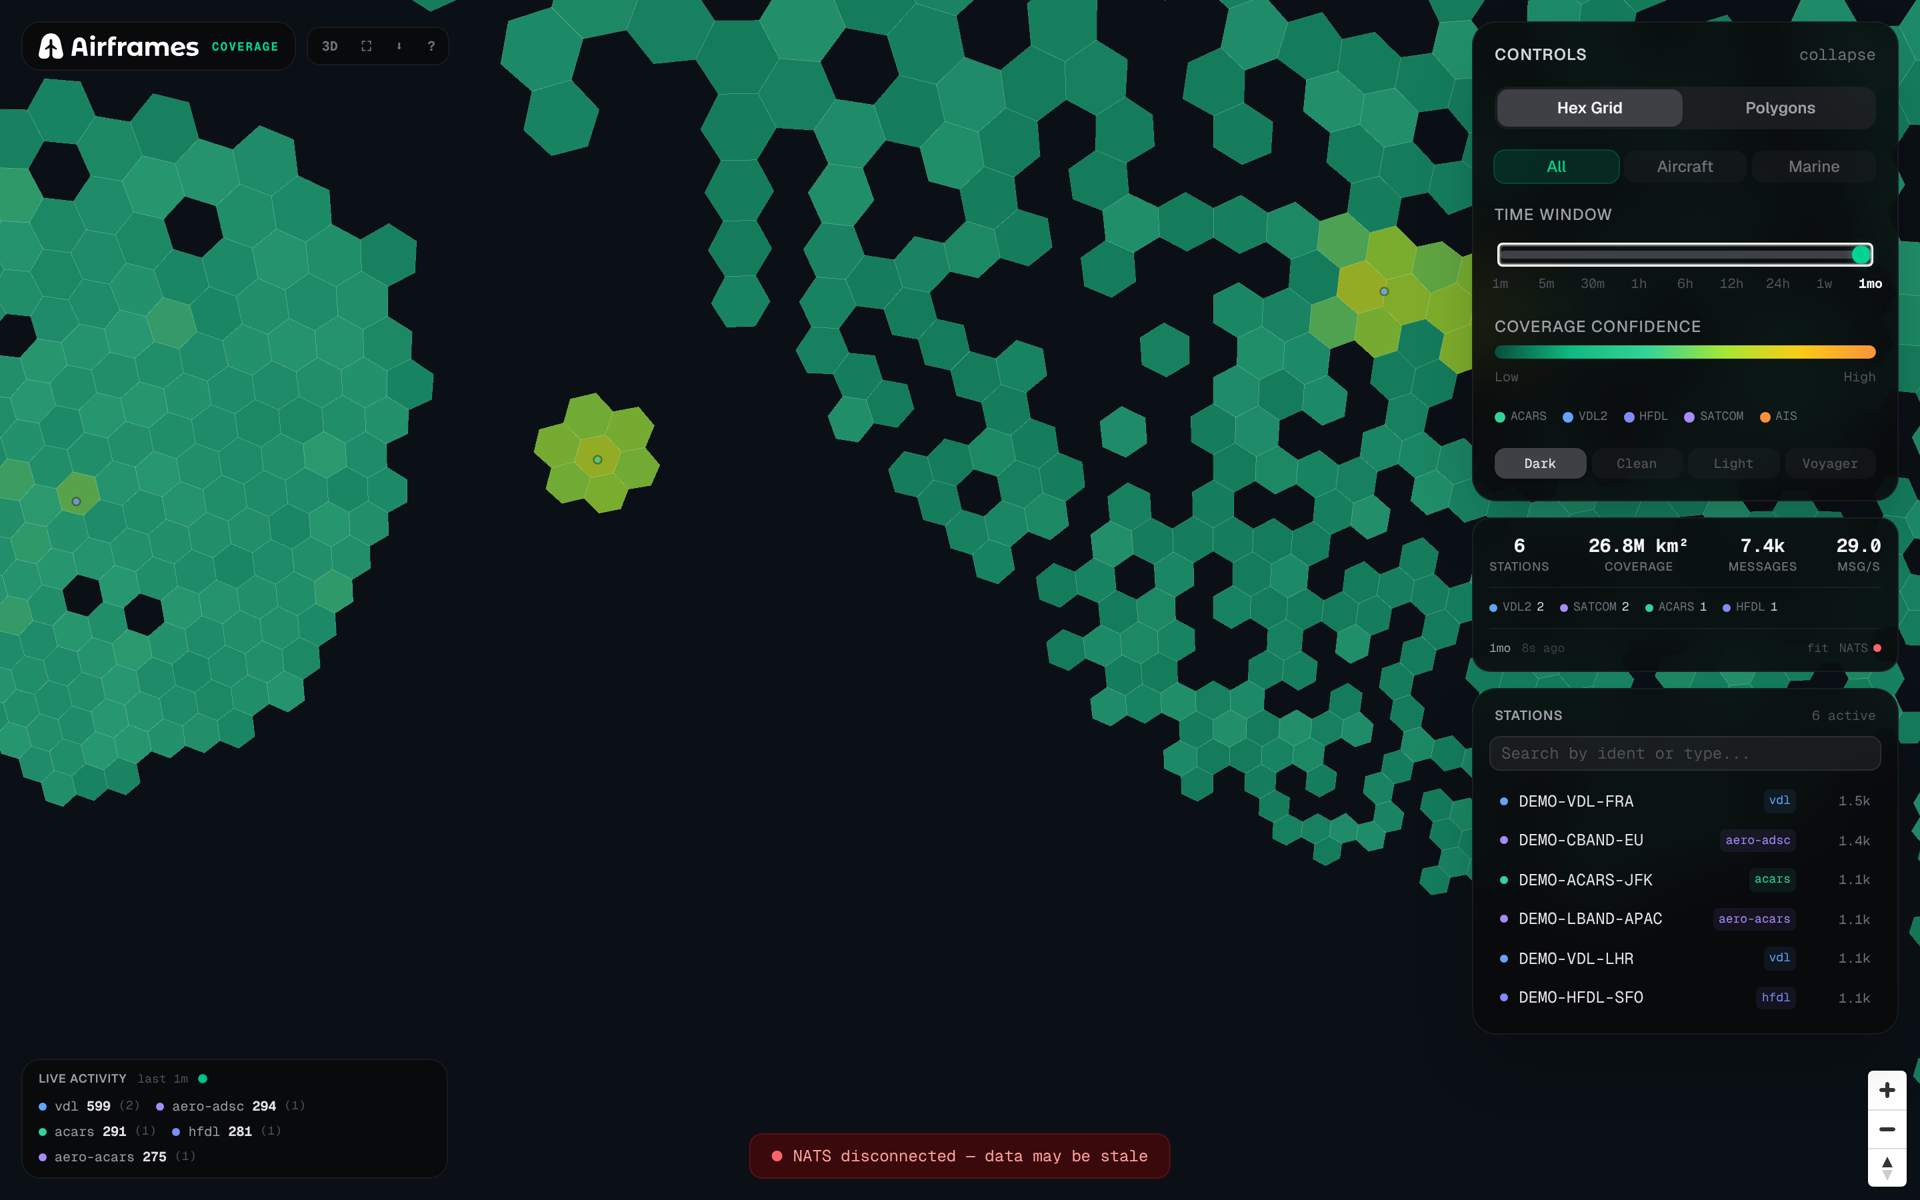 Airframes COVERAGE
3D ?
CONTROLS collapse
Hex Grid Polygons
All Aircraft Marine
TIME WINDOW
1m 5m 30m 1h 6h 12h 24h 1w 1mo
COVERAGE CONFIDENCE
Low High
ACARS VDL2 HFDL SATCOM AIS
Dark Clean Light Voyager
6 26.8M km² 7.4k 29.0
STATIONS COVERAGE MESSAGES MSG/S
VDL2 2 SATCOM 2 ACARS 1 HFDL 1
1mo 8s ago fit NATS
STATIONS 6 active
Search by ident or type...
DEMO-VDL-FRA vdl 1.5k
DEMO-CBAND-EU aero-adsc 1.4k
DEMO-ACARS-JFK acars 1.1k
DEMO-LBAND-APAC aero-acars 1.1k
DEMO-VDL-LHR vdl 1.1k
DEMO-HFDL-SFO hfdl 1.1k
LIVE ACTIVITY last 1m
vdl 599 (2) aero-adsc 294 (1)
acars 291 (1) hfdl 281 (1)
aero-acars 275 (1)
NATS disconnected — data may be stale